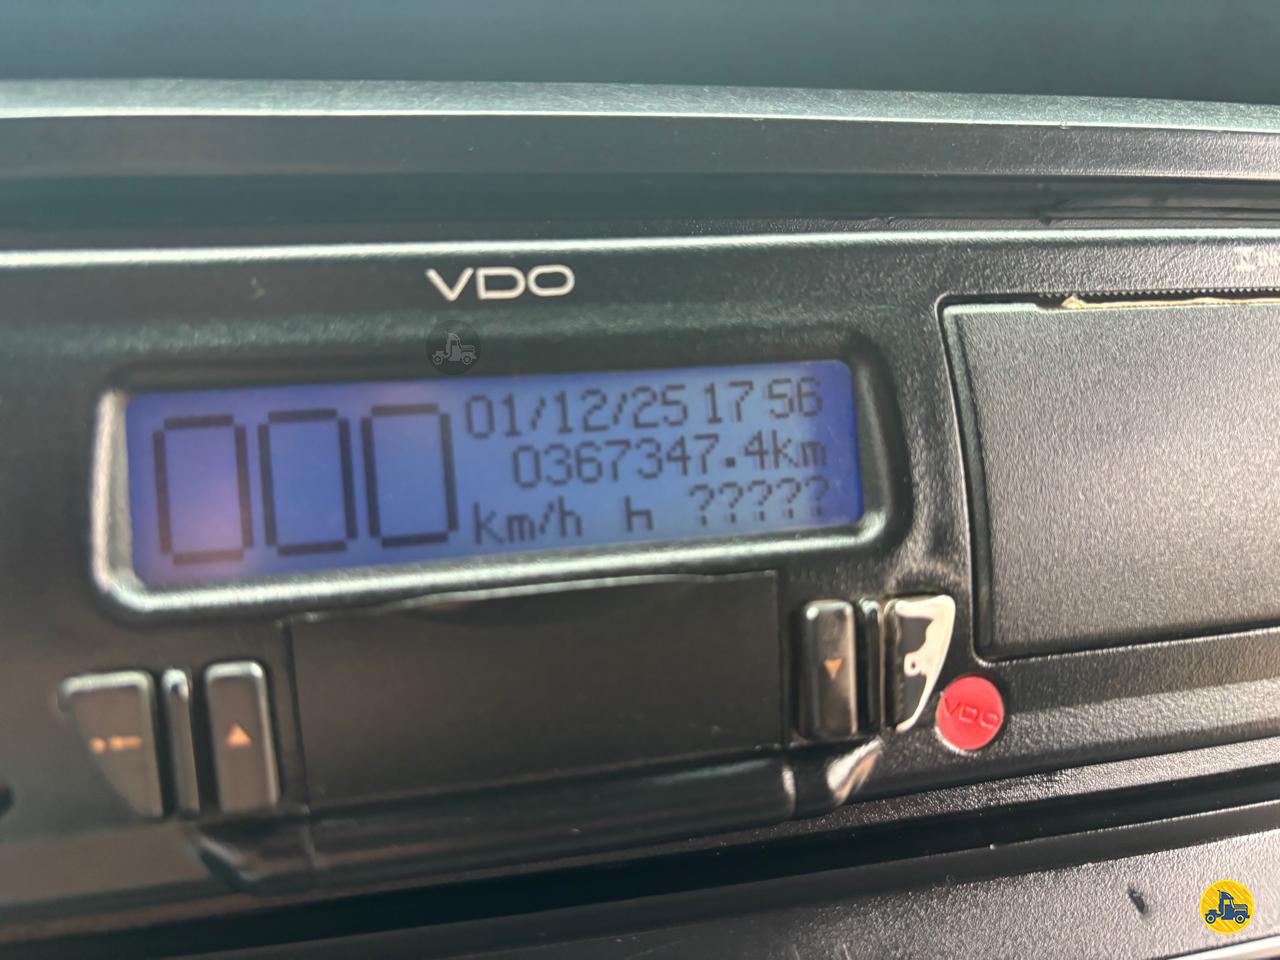 VDO
000
01/12/25 17 56
0367347.4km
km/h h ?????
VDO